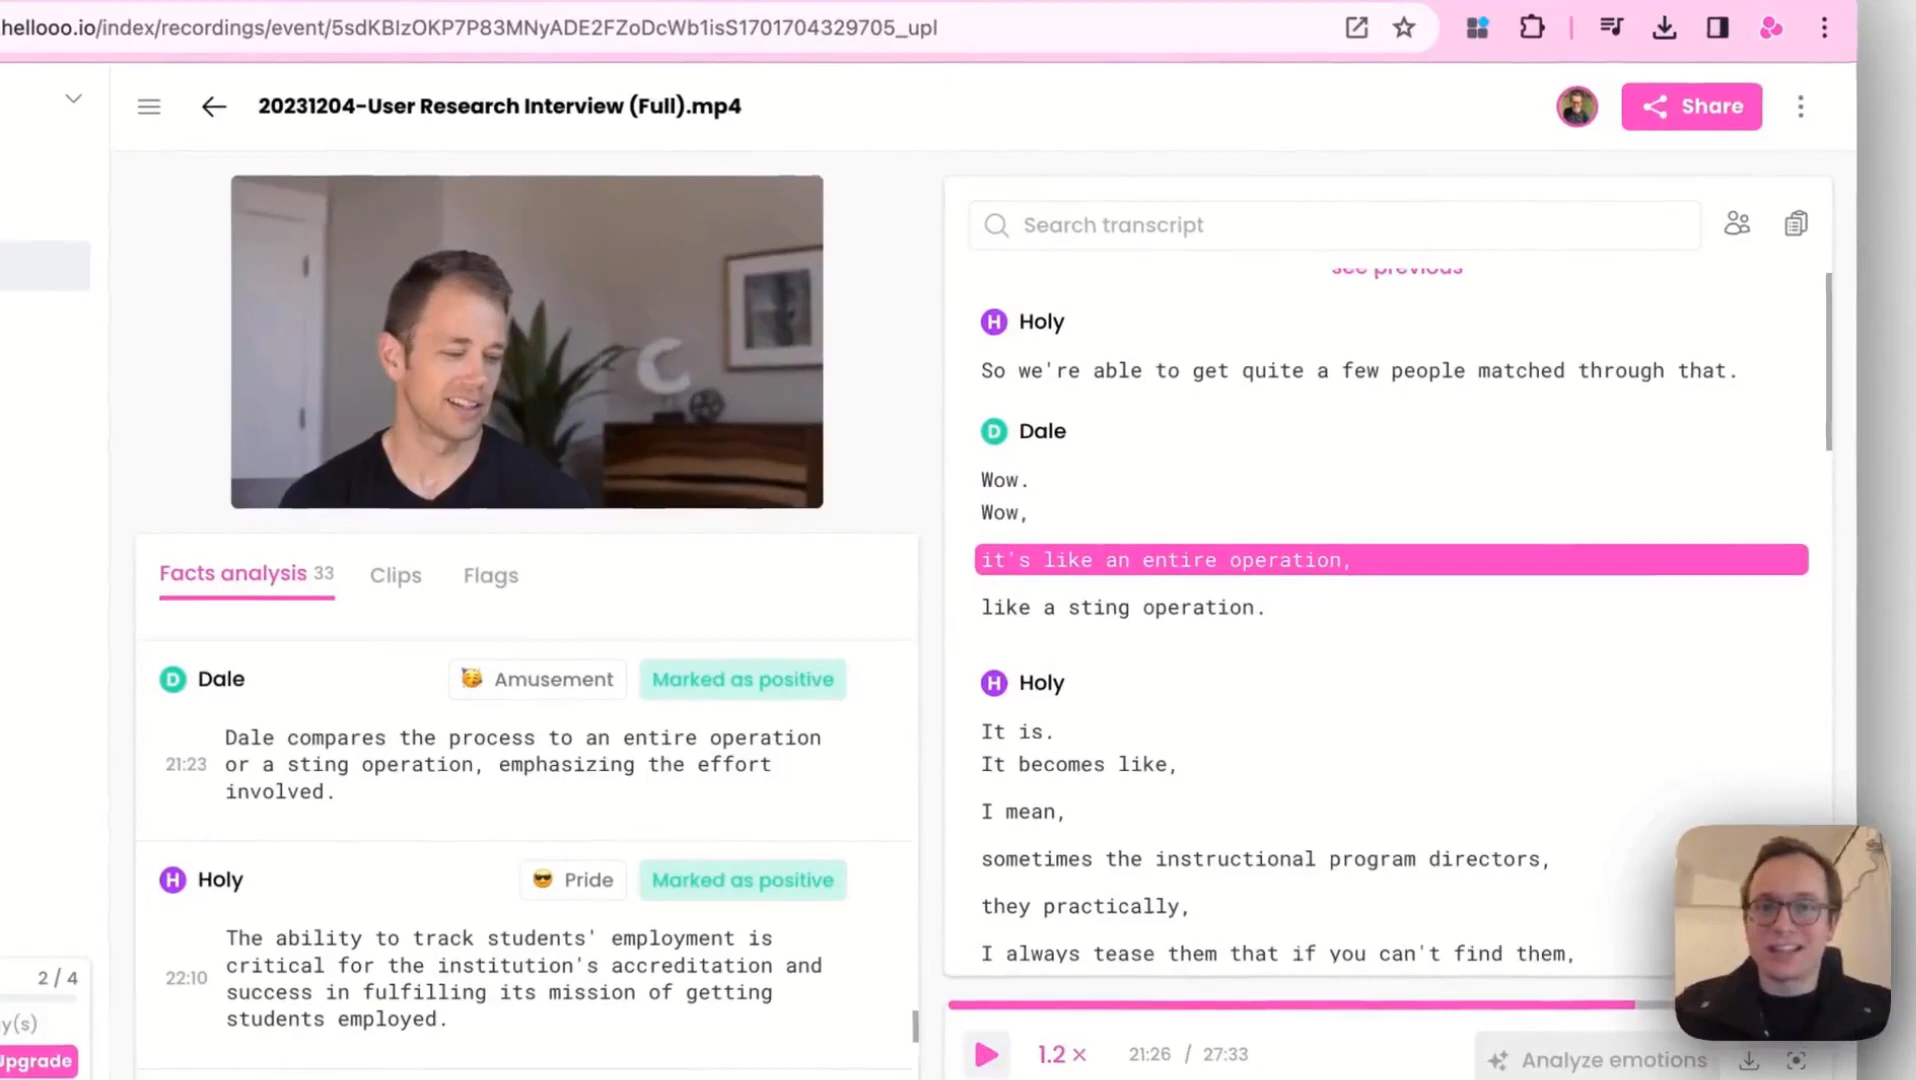 hellooo.io/index/recordings/event/5sdKBIzOKP7P83MNyADE2FZoDcWb1isS1701704329705_upl
20231204-User Research Interview (Full).mp4
Share
Search transcript
see previous
H Holy
So we're able to get quite a few people matched through that.
D Dale
Wow.
Wow,
it's like an entire operation,
like a sting operation.
H Holy
It is.
It becomes like,
I mean,
sometimes the instructional program directors,
they practically,
I always tease them that if you can't find them,
Facts analysis 33
Clips
Flags
D Dale
Amusement
Marked as positive
21:23
Dale compares the process to an entire operation
or a sting operation, emphasizing the effort
involved.
H Holy
Pride
Marked as positive
22:10
The ability to track students' employment is
critical for the institution's accreditation and
success in fulfilling its mission of getting
students employed.
2 / 4
y(s)
Upgrade
1.2 ×
21:26 / 27:33
Analyze emotions